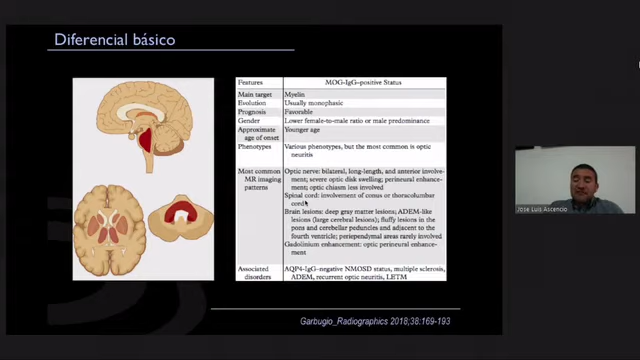 Diferencial básico
Features
MOG-IgG–positive Status
Main target
Myelin
Evolution
Usually monophasic
Prognosis
Favorable
Gender
Lower female-to-male ratio or male predominance
Approximate
age of onset
Younger age
Phenotypes
Various phenotypes, but the most common is optic
neuritis
Most common
MR imaging
patterns
Optic nerve: bilateral, long-length, and anterior involve-
ment; severe optic disk swelling; perineural enhance-
ment; optic chiasm less involved
Spinal cord: involvement of conus or thoracolumbar
cord
Brain lesions: deep gray matter lesions; ADEM-like
lesions (large cerebral lesions); fluffy lesions in the
pons and cerebellar peduncles and adjacent to the
fourth ventricle; periependymal areas rarely involved
Gadolinium enhancement: optic perineural enhance-
ment
Associated
disorders
AQP4-IgG–negative NMOSD status, multiple sclerosis,
ADEM, recurrent optic neuritis, LETM
Garbugio_Radiographics 2018;38:169-193
Jose Luis Ascencio